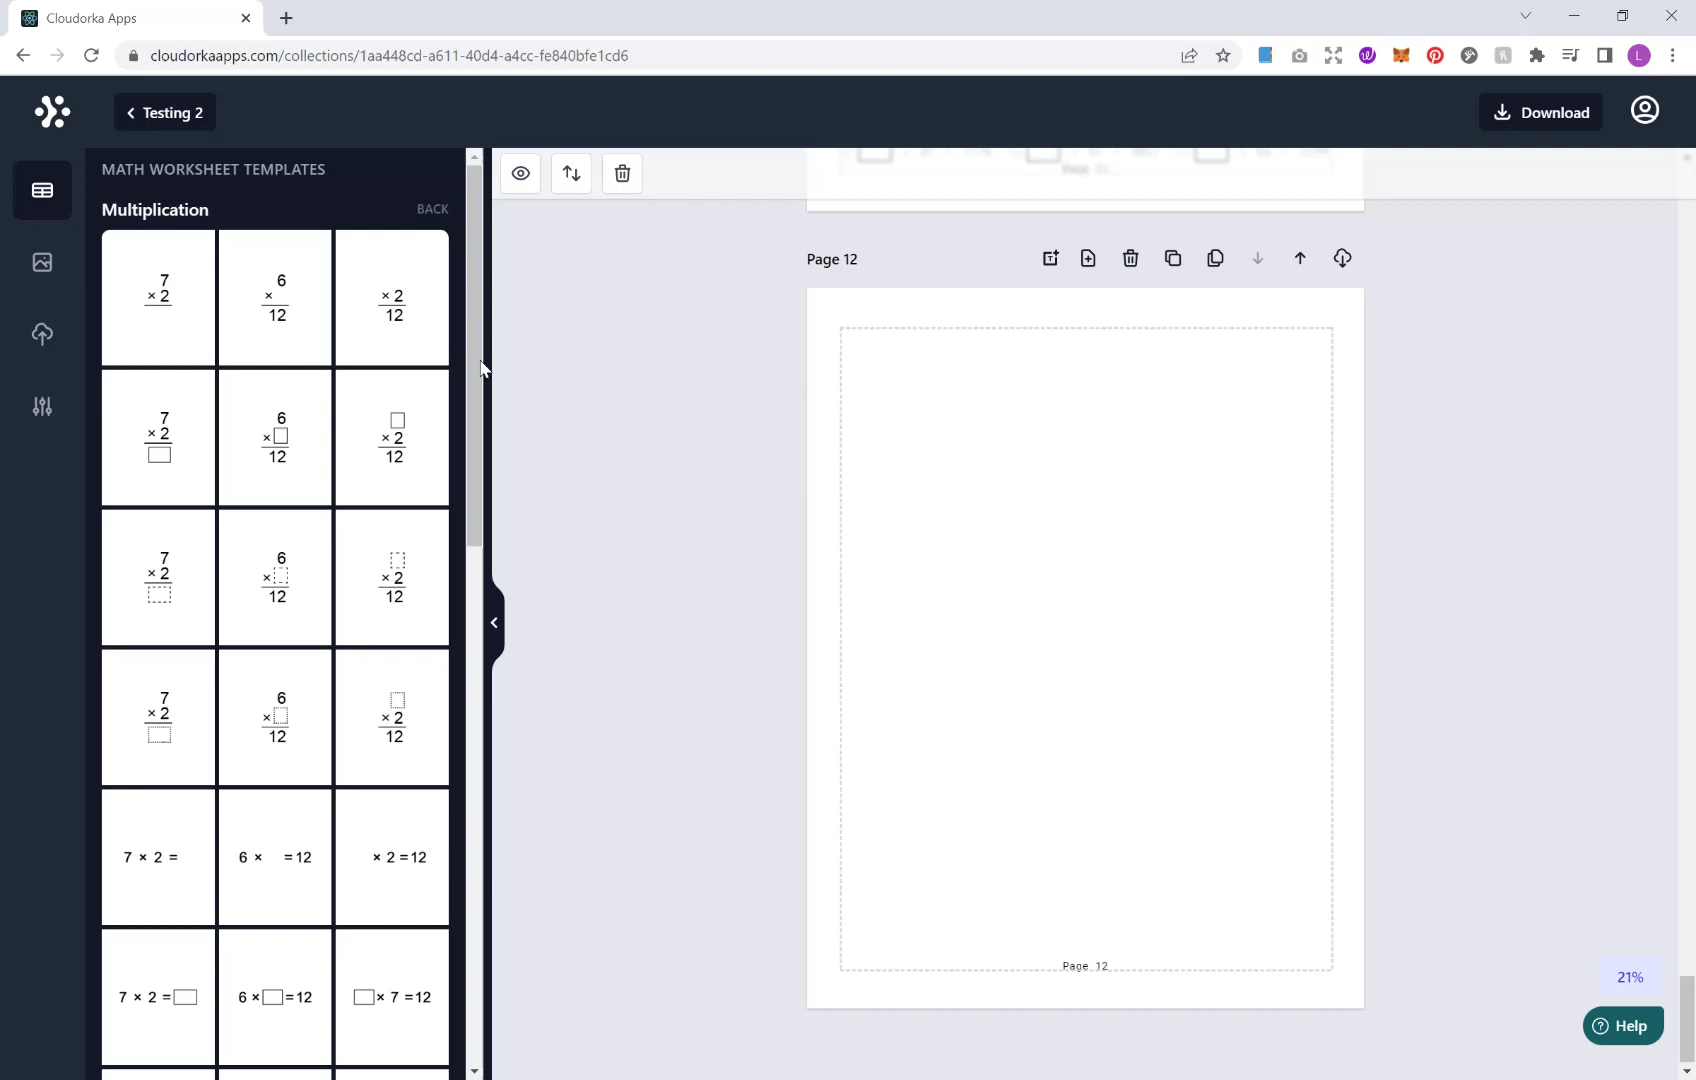 Cloudorka Apps
cloudorkaapps.com/collections/1aa448cd-a611-40d4-a4cc-fe840bfe1cd6
Testing 2
Download
MATH WORKSHEET TEMPLATES
Multiplication
BACK
7 6
× 2 × × 2
12 12
7 6
× 2 × × 2
12 12
7 6
× 2 × × 2
12 12
7 6
× 2 × × 2
12 12
7 × 2 = 6 × = 12 × 2 = 12
7 × 2 = 6 × = 12 × 7 = 12
Page 12
Page 12
21%
Help